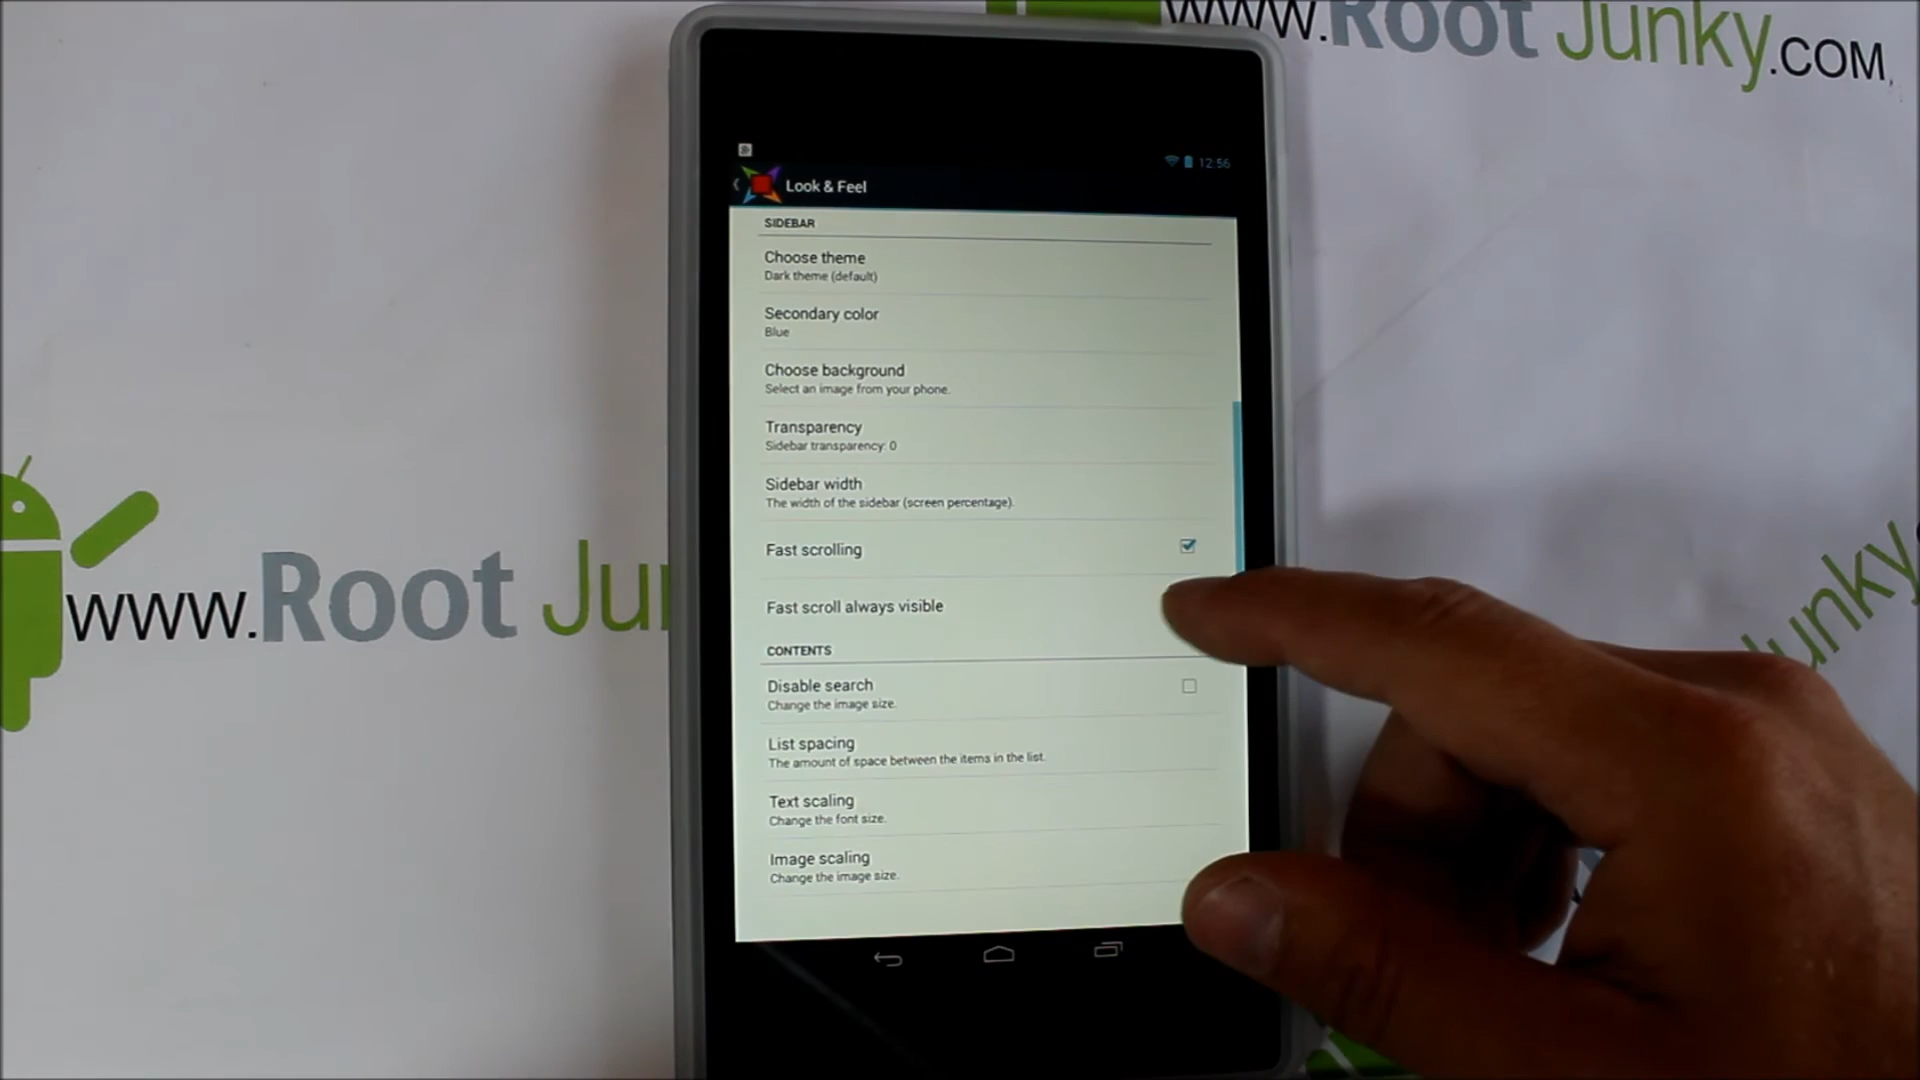 www.Root Junky.COM
12:56
Look & Feel
SIDEBAR
Choose theme
Dark theme (default)
Secondary color
Blue
Choose background
Select an image from your phone.
Transparency
Sidebar transparency: 0
Sidebar width
The width of the sidebar (screen percentage).
Fast scrolling
Fast scroll always visible
CONTENTS
Disable search
Change the image size.
List spacing
The amount of space between the items in the list.
Text scaling
Change the font size.
Image scaling
Change the image size.
www.Root Ju
Junky